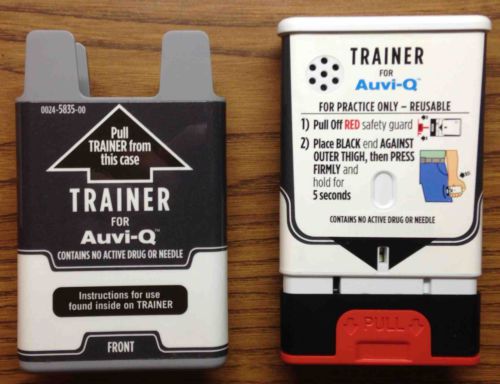 0024-5835-00
Pull
TRAINER from
this case
TRAINER
FOR
Auvi-Q™
CONTAINS NO ACTIVE DRUG OR NEEDLE
Instructions for use
found inside on TRAINER
FRONT
TRAINER
FOR
Auvi-Q™
FOR PRACTICE ONLY – REUSABLE
1) Pull Off RED safety guard
2) Place BLACK end AGAINST
OUTER THIGH, then PRESS
FIRMLY and
hold for
5 seconds
CONTAINS NO ACTIVE DRUG OR NEEDLE
PULL